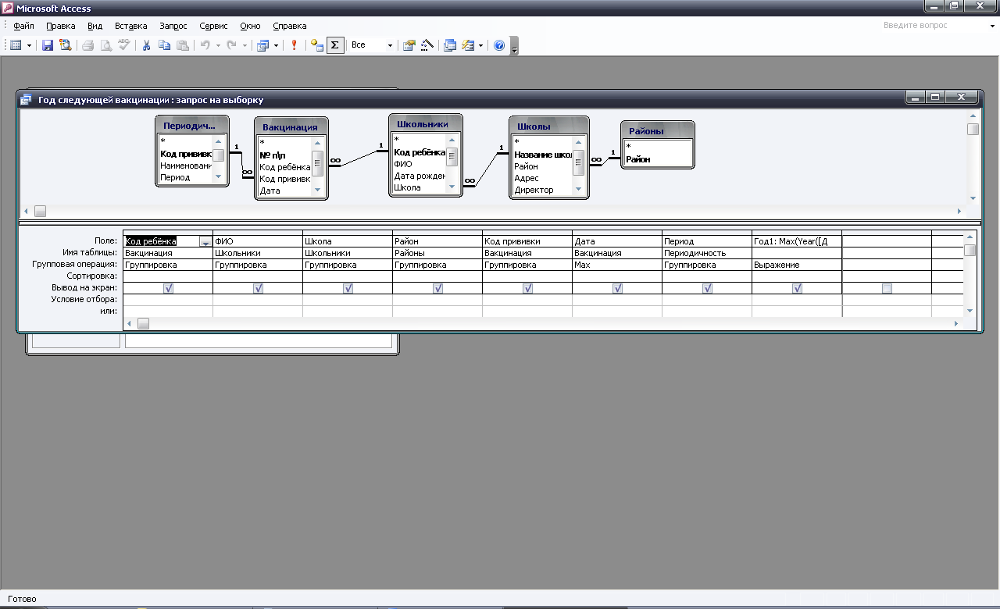 Microsoft Access
Файл Правка Вид Вставка Запрос Сервис Окно Справка
Введите вопрос
Все
Год следующей вакцинации : запрос на выборку
Периодич...
*
Код прививк
Наименовани
Период
Вакцинация
*
№ п\п
Код ребёнка
Код прививк
Дата
Школьники
*
Код ребёнка
ФИО
Дата рожден
Школа
Школы
*
Название шко
Район
Адрес
Директор
Районы
*
Район
1 ∞ ∞ 1 ∞ 1 ∞ 1
Поле: Код ребёнка ФИО Школа Район Код прививки Дата Период Год1: Max(Year([Д
Имя таблицы: Вакцинация Школьники Школьники Районы Вакцинация Вакцинация Периодичность
Групповая операция: Группировка Группировка Группировка Группировка Группировка Max Группировка Выражение
Сортировка:
Вывод на экран:
Условие отбора:
или:
Готово